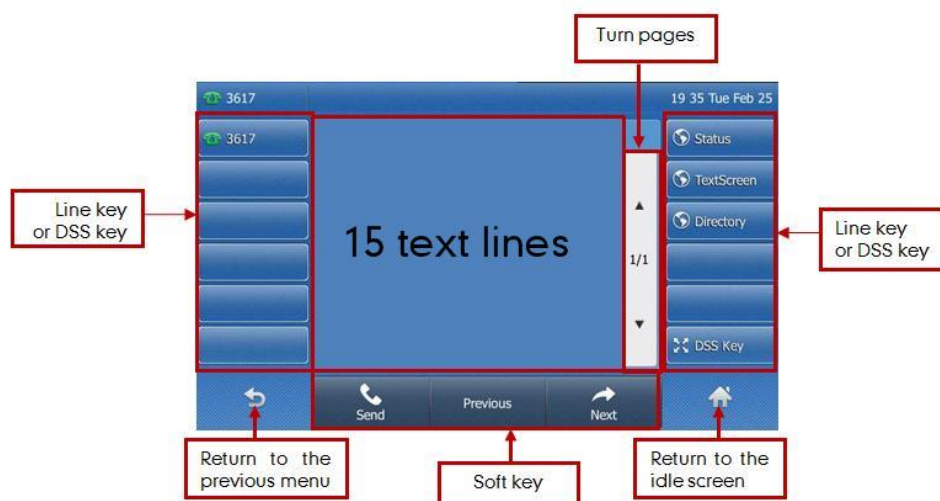 Turn pages
3617
19 35 Tue Feb 25
3617
Status
TextScreen
Directory
Line key
or DSS key
15 text lines
1/1
Line key
or DSS key
DSS Key
Send
Previous
Next
Return to the
previous menu
Soft key
Return to the
idle screen